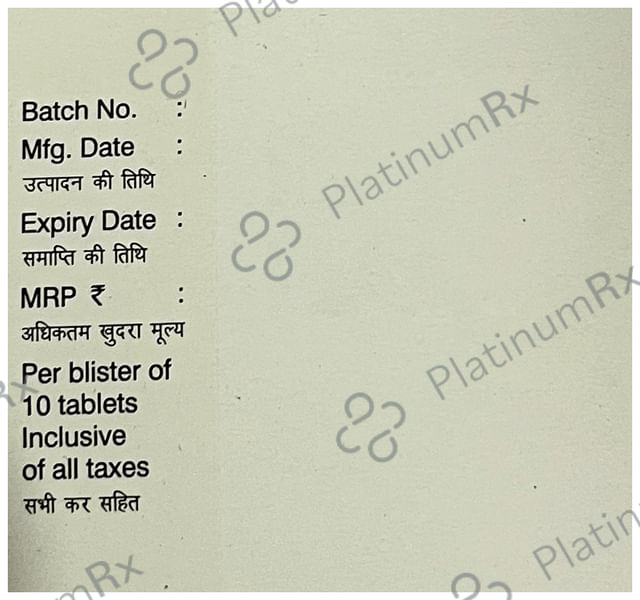 Batch No. :
Mfg. Date :
उत्पादन की तिथि
Expiry Date :
समाप्ति की तिथि
MRP ₹ :
अधिकतम खुदरा मूल्य
Per blister of
10 tablets
Inclusive
of all taxes
सभी कर सहित
PlatinumRx
PlatinumRx